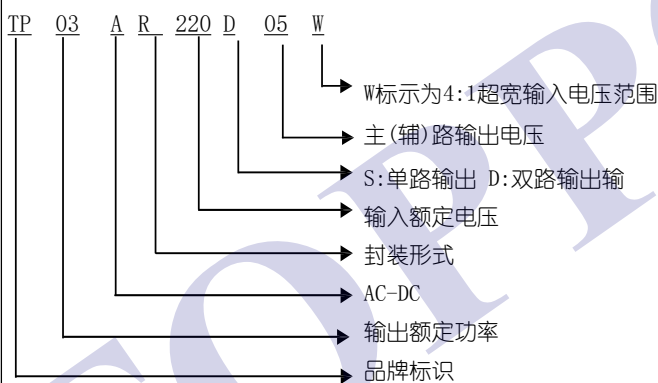 TP 03 A R 220 D 05 W
W标示为4:1超宽输入电压范围
主(辅)路输出电压
S:单路输出 D:双路输出输
输入额定电压
封装形式
AC-DC
输出额定功率
品牌标识
TOPPO